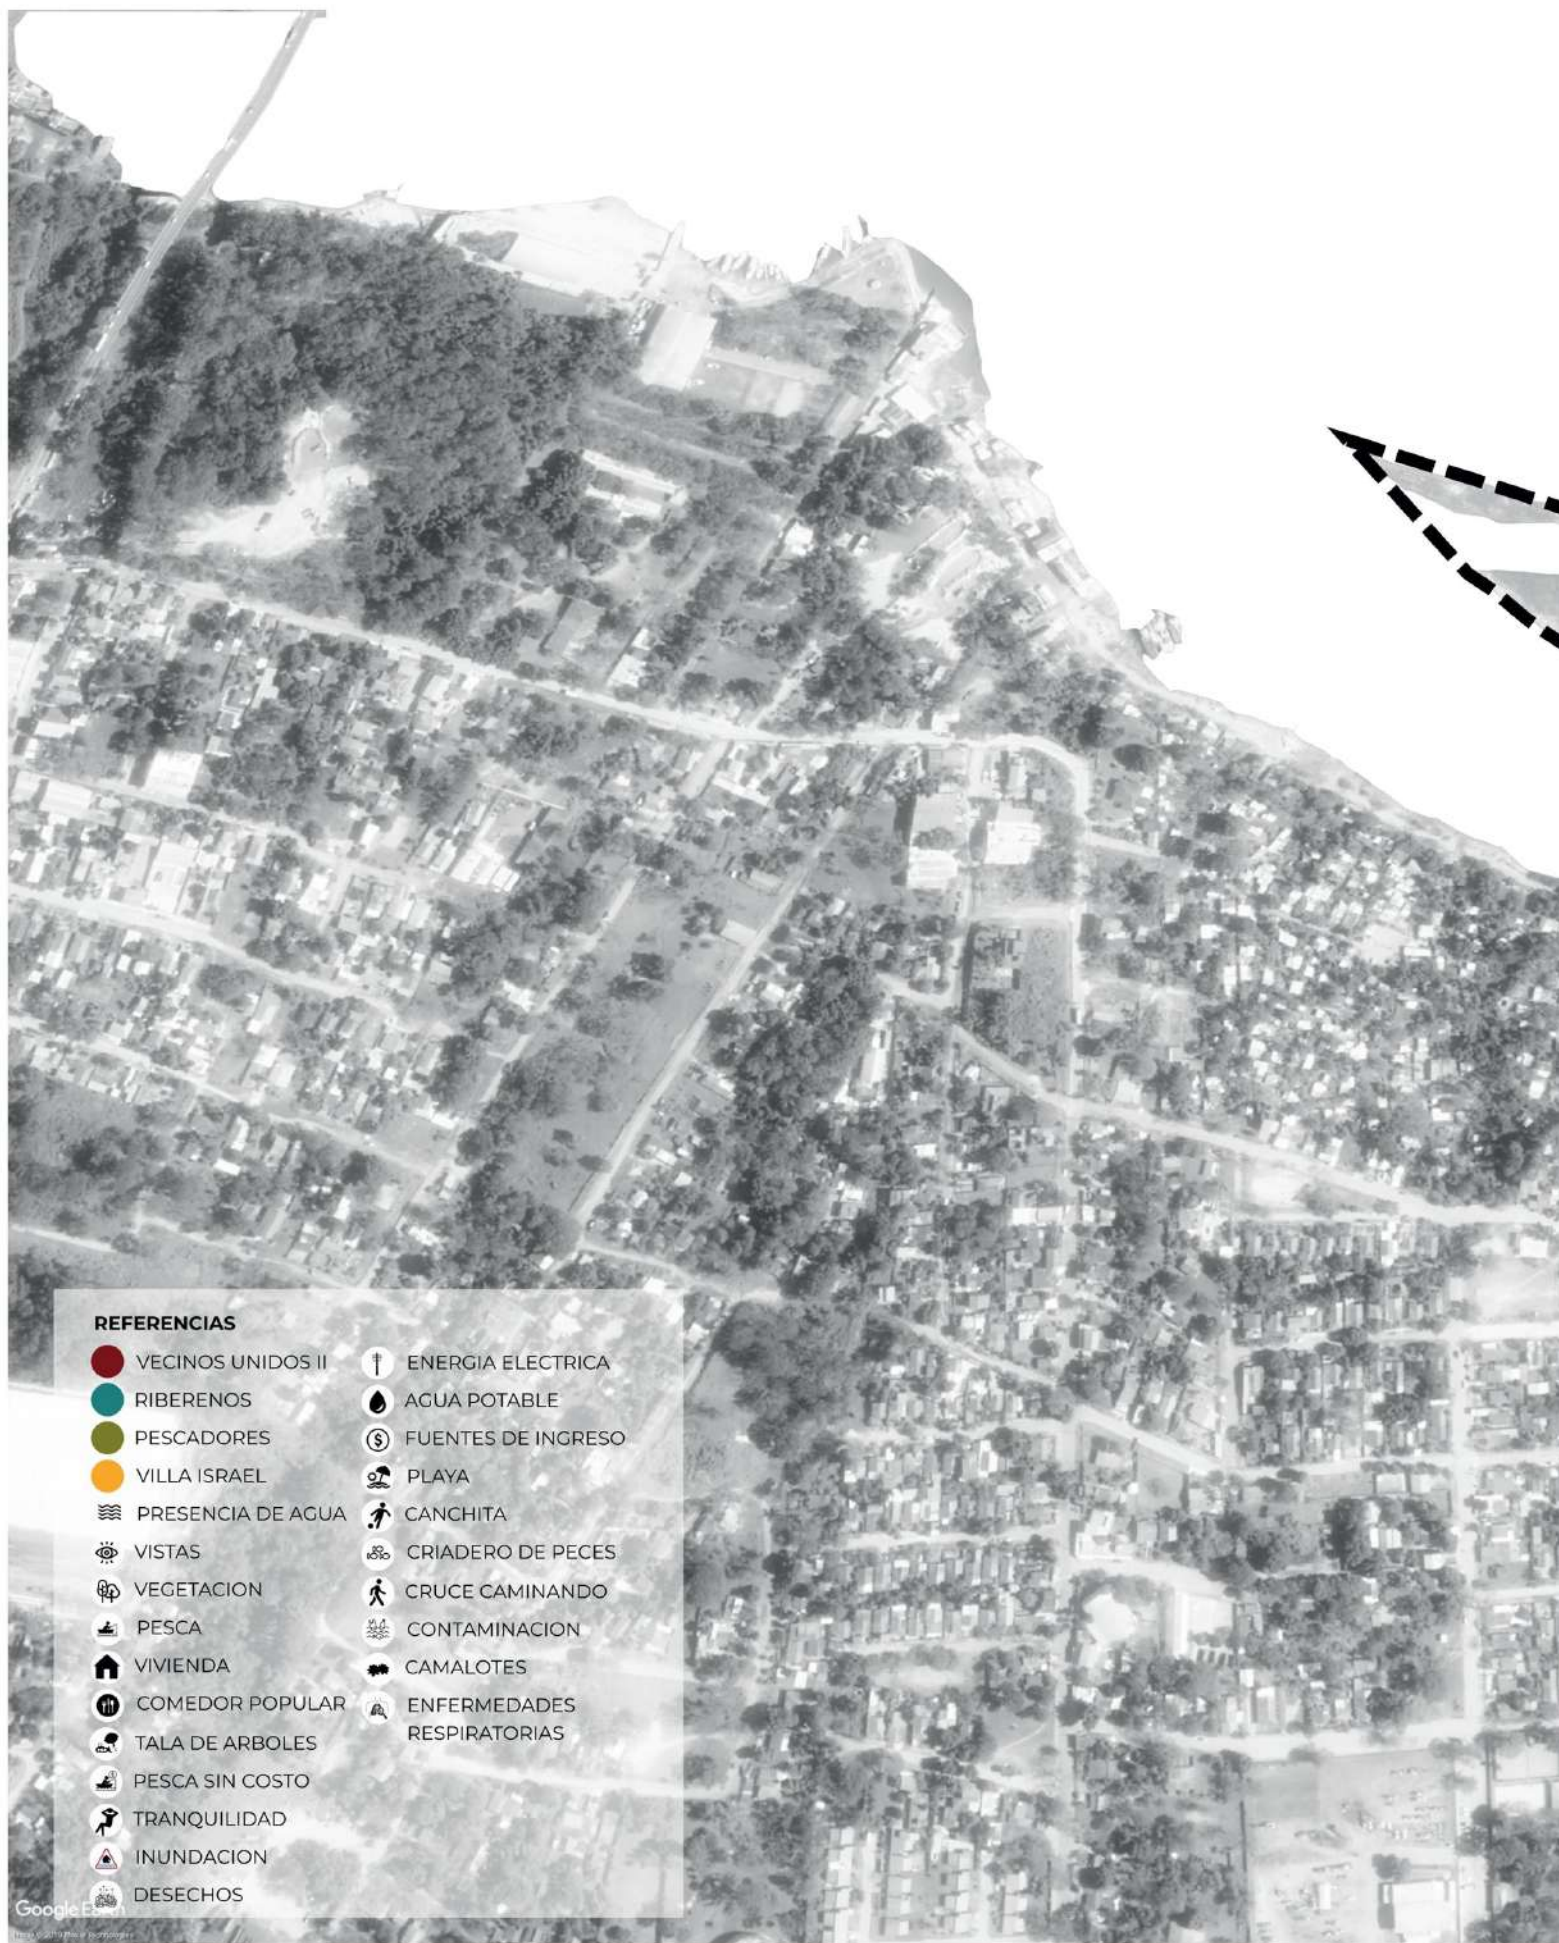 REFERENCIAS
VECINOS UNIDOS II
RIBERENOS
PESCADORES
VILLA ISRAEL
PRESENCIA DE AGUA
VISTAS
VEGETACION
PESCA
VIVIENDA
COMEDOR POPULAR
TALA DE ARBOLES
PESCA SIN COSTO
TRANQUILIDAD
INUNDACION
DESECHOS
ENERGIA ELECTRICA
AGUA POTABLE
FUENTES DE INGRESO
PLAYA
CANCHITA
CRIADERO DE PECES
CRUCE CAMINANDO
CONTAMINACION
CAMALOTES
ENFERMEDADES
RESPIRATORIAS
Google Earth